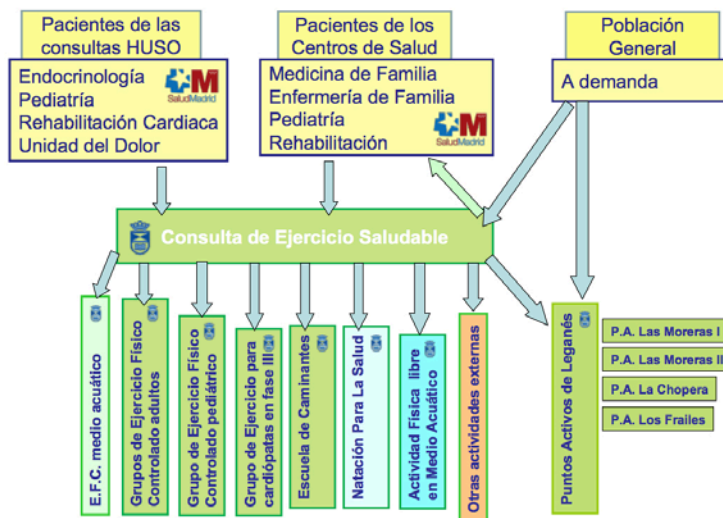 Pacientes de las
consultas HUSO
Endocrinología
Pediatría
Rehabilitación Cardiaca
Unidad del Dolor
SaludMadrid
Pacientes de los
Centros de Salud
Medicina de Familia
Enfermería de Familia
Pediatría
Rehabilitación
SaludMadrid
Población
General
A demanda
Consulta de Ejercicio Saludable
E.F.C. medio acuático
Grupos de Ejercicio Físico
Controlado adultos
Grupo de Ejercicio Físico
Controlado pediátrico
Grupo de Ejercicio para
cardiópatas en fase III
Escuela de Caminantes
Natación Para La Salud
Actividad Física libre
en Medio Acuático
Otras actividades externas
Puntos Activos de Leganés
P.A. Las Moreras I
P.A. Las Moreras II
P.A. La Chopera
P.A. Los Frailes